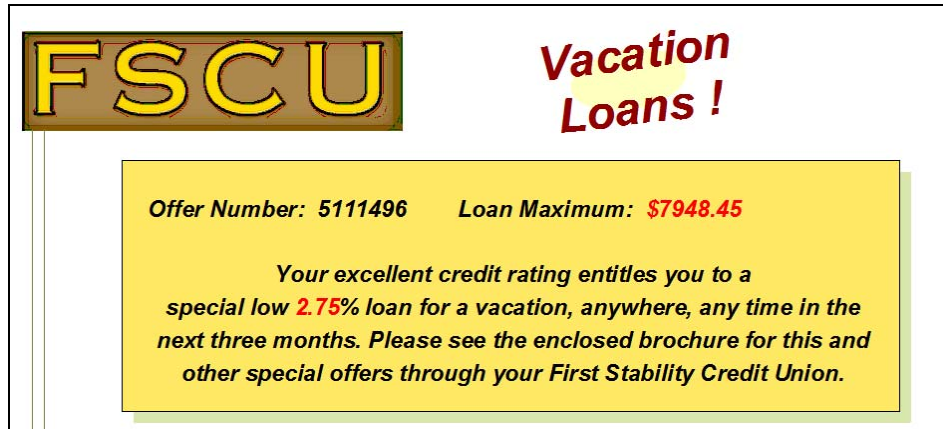 FSCU
Vacation
Loans !
Offer Number: 5111496 Loan Maximum: $7948.45
Your excellent credit rating entitles you to a
special low 2.75% loan for a vacation, anywhere, any time in the
next three months. Please see the enclosed brochure for this and
other special offers through your First Stability Credit Union.